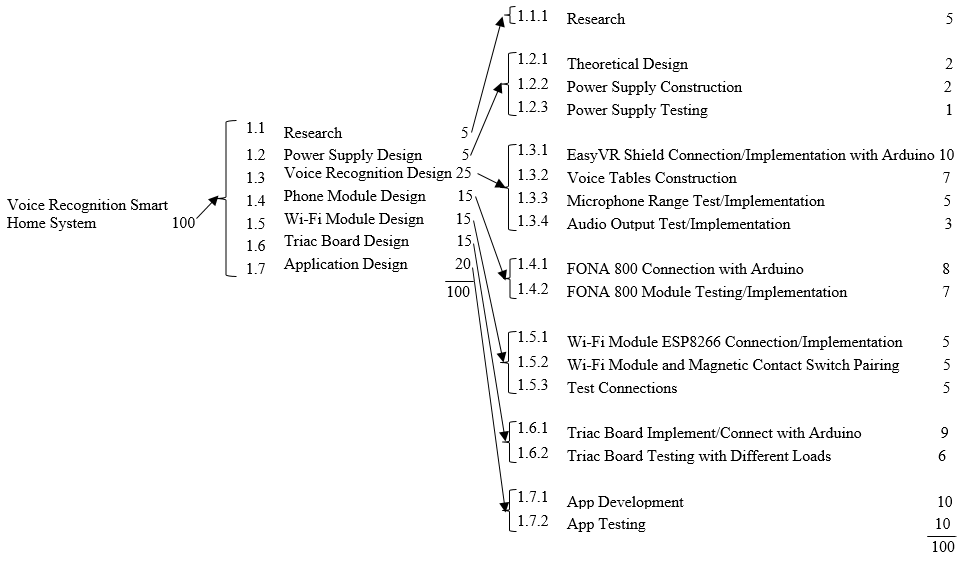 Voice Recognition Smart
Home System 100
1.1 Research 5
1.2 Power Supply Design 5
1.3 Voice Recognition Design 25
1.4 Phone Module Design 15
1.5 Wi-Fi Module Design 15
1.6 Triac Board Design 15
1.7 Application Design 20
100
1.1.1 Research 5
1.2.1 Theoretical Design 2
1.2.2 Power Supply Construction 2
1.2.3 Power Supply Testing 1
1.3.1 EasyVR Shield Connection/Implementation with Arduino 10
1.3.2 Voice Tables Construction 7
1.3.3 Microphone Range Test/Implementation 5
1.3.4 Audio Output Test/Implementation 3
1.4.1 FONA 800 Connection with Arduino 8
1.4.2 FONA 800 Module Testing/Implementation 7
1.5.1 Wi-Fi Module ESP8266 Connection/Implementation 5
1.5.2 Wi-Fi Module and Magnetic Contact Switch Pairing 5
1.5.3 Test Connections 5
1.6.1 Triac Board Implement/Connect with Arduino 9
1.6.2 Triac Board Testing with Different Loads 6
1.7.1 App Development 10
1.7.2 App Testing 10
100